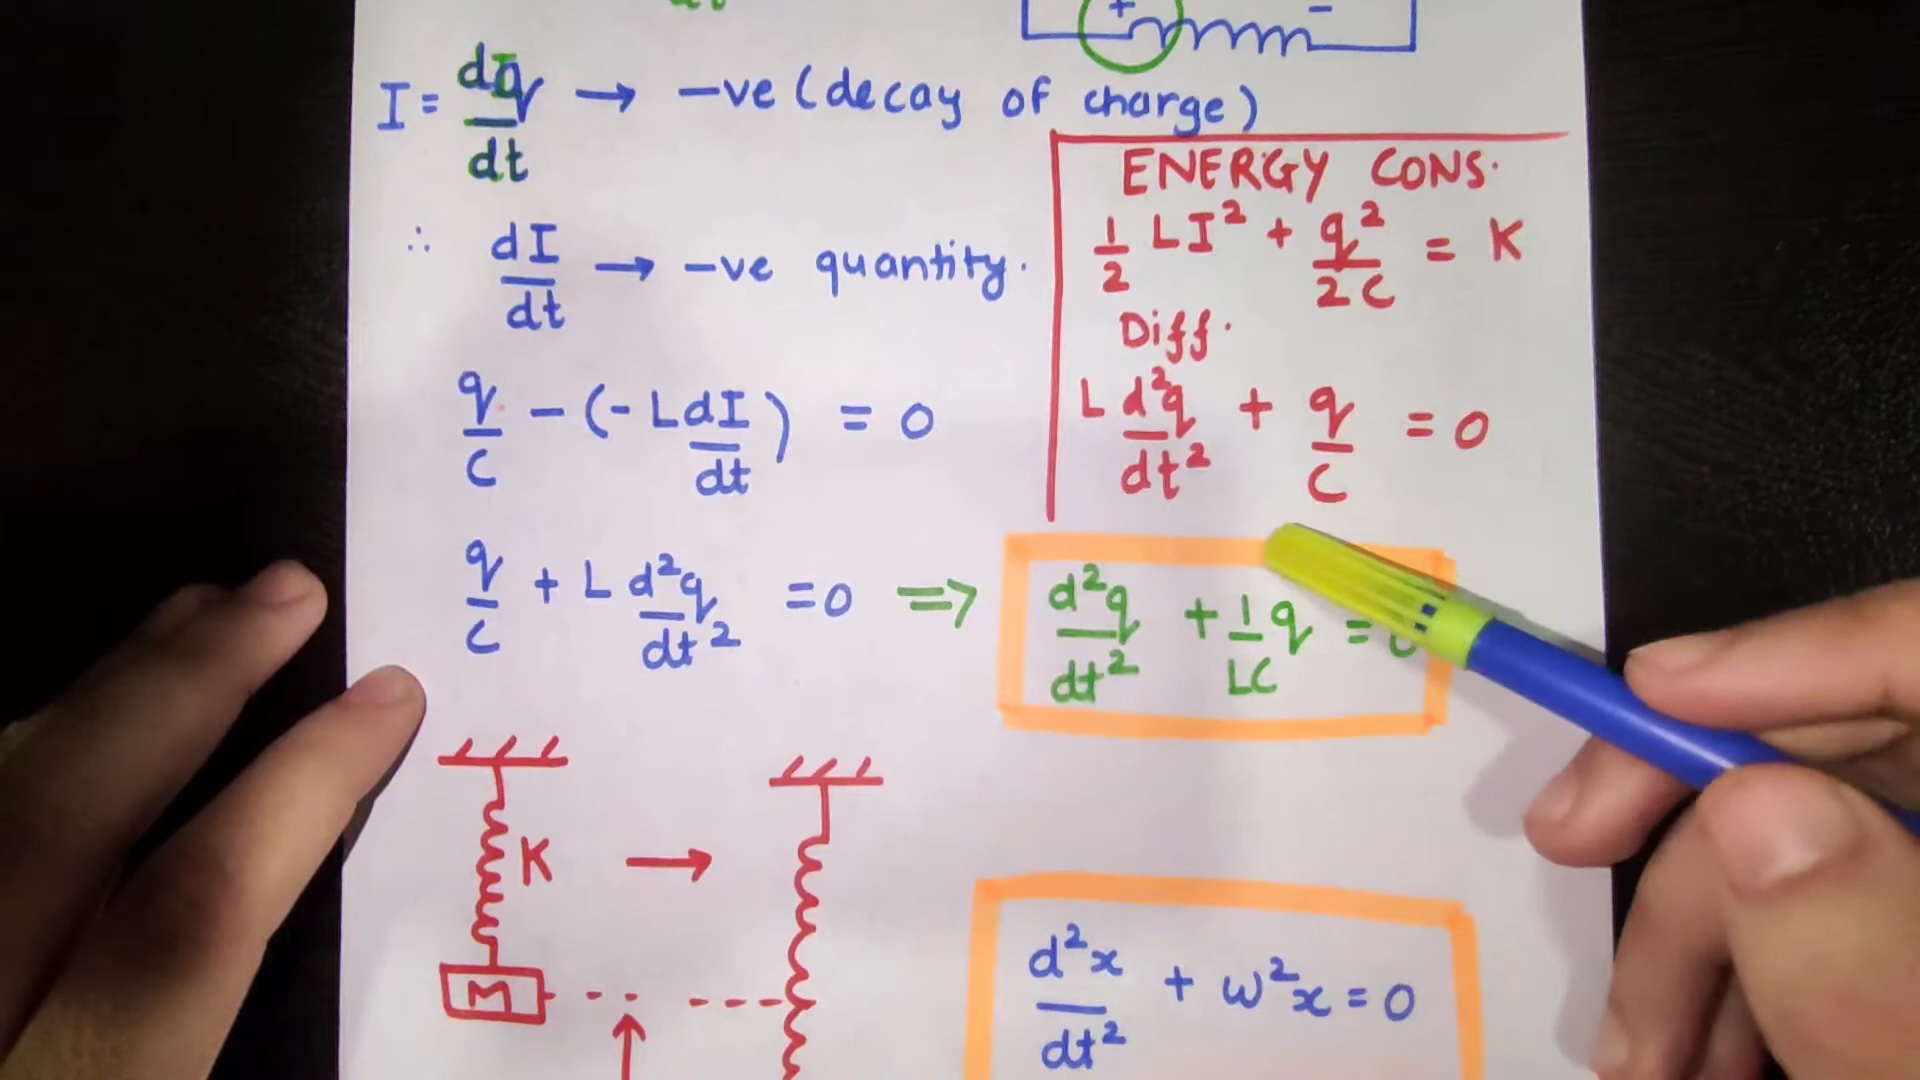 + -
I = dq/dt → -ve (decay of charge)
∴ dI/dt → -ve quantity.
q/C - (-L dI/dt) = 0
q/C + L d²q/dt² = 0 ⇒ d²q/dt² + 1/LC q = 0
ENERGY CONS.
1/2 LI² + q²/2C = K
Diff.
L d²q/dt² + q/C = 0
K →
M
d²x/dt² + ω²x = 0